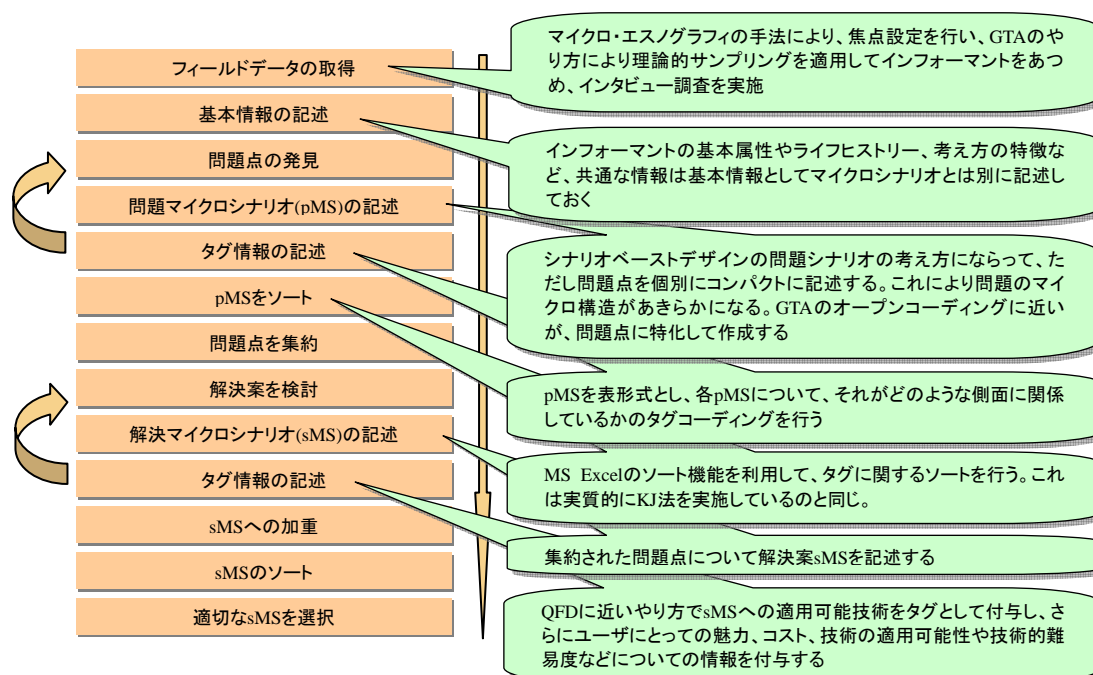 フィールドデータの取得
基本情報の記述
問題点の発見
問題マイクロシナリオ(pMS)の記述
タグ情報の記述
pMSをソート
問題点を集約
解決案を検討
解決マイクロシナリオ(sMS)の記述
タグ情報の記述
sMSへの加重
sMSのソート
適切なsMSを選択
マイクロ・エスノグラフィの手法により、焦点設定を行い、GTAのや
り方により理論的サンプリングを適用してインフォーマントをあつ
め、インタビュー調査を実施
インフォーマントの基本属性やライフヒストリー、考え方の特徴な
ど、共通な情報は基本情報としてマイクロシナリオとは別に記述し
ておく
シナリオベーストデザインの問題シナリオの考え方にならって、た
だし問題点を個別にコンパクトに記述する。これにより問題のマイ
クロ構造があきらかになる。GTAのオープンコーディングに近い
が、問題点に特化して作成する
pMSを表形式とし、各pMSについて、それがどのような側面に関係
しているかのタグコーディングを行う
MS Excelのソート機能を利用して、タグに関するソートを行う。これ
は実質的にKJ法を実施しているのと同じ。
集約された問題点について解決案sMSを記述する
QFDに近いやり方でsMSへの適用可能技術をタグとして付与し、さ
らにユーザにとっての魅力、コスト、技術の適用可能性や技術的難
易度などについての情報を付与する